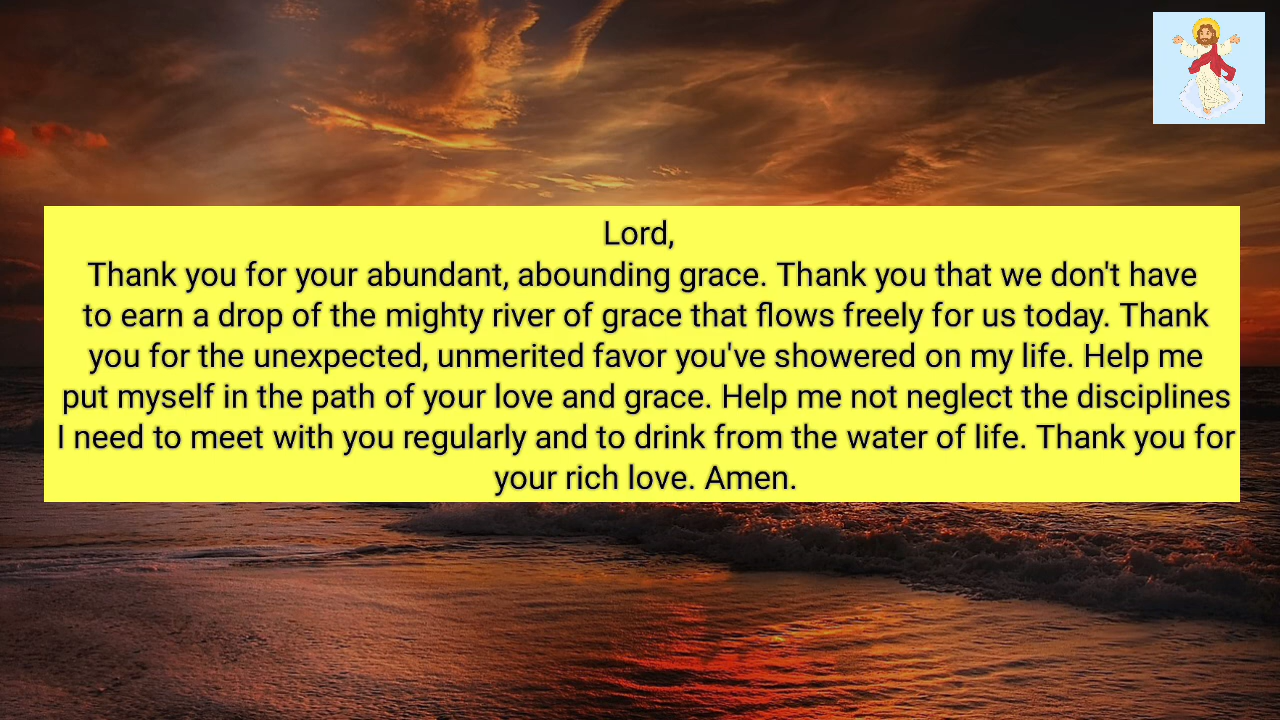 Lord,
Thank you for your abundant, abounding grace. Thank you that we don't have
to earn a drop of the mighty river of grace that flows freely for us today. Thank
you for the unexpected, unmerited favor you've showered on my life. Help me
put myself in the path of your love and grace. Help me not neglect the disciplines
I need to meet with you regularly and to drink from the water of life. Thank you for
your rich love. Amen.